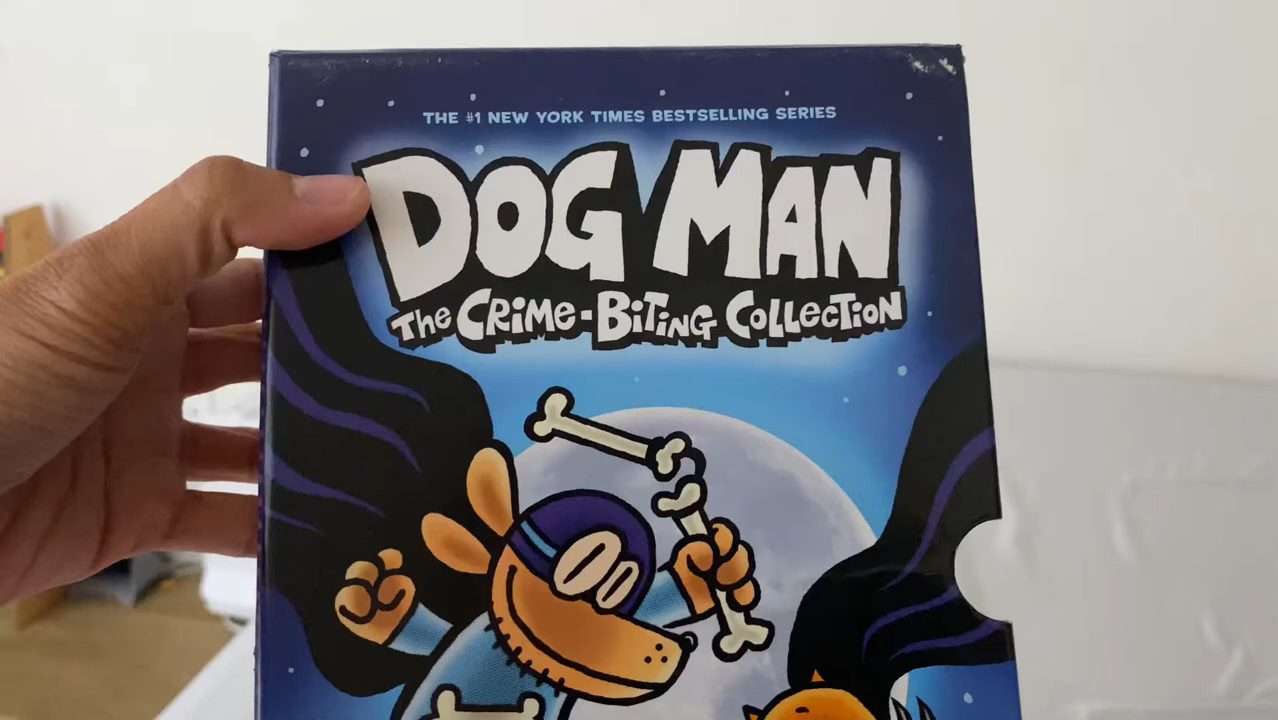 THE #1 NEW YORK TIMES BESTSELLING SERIES
DOG MAN
THE CRiME-BiTiNG COLLECTiON